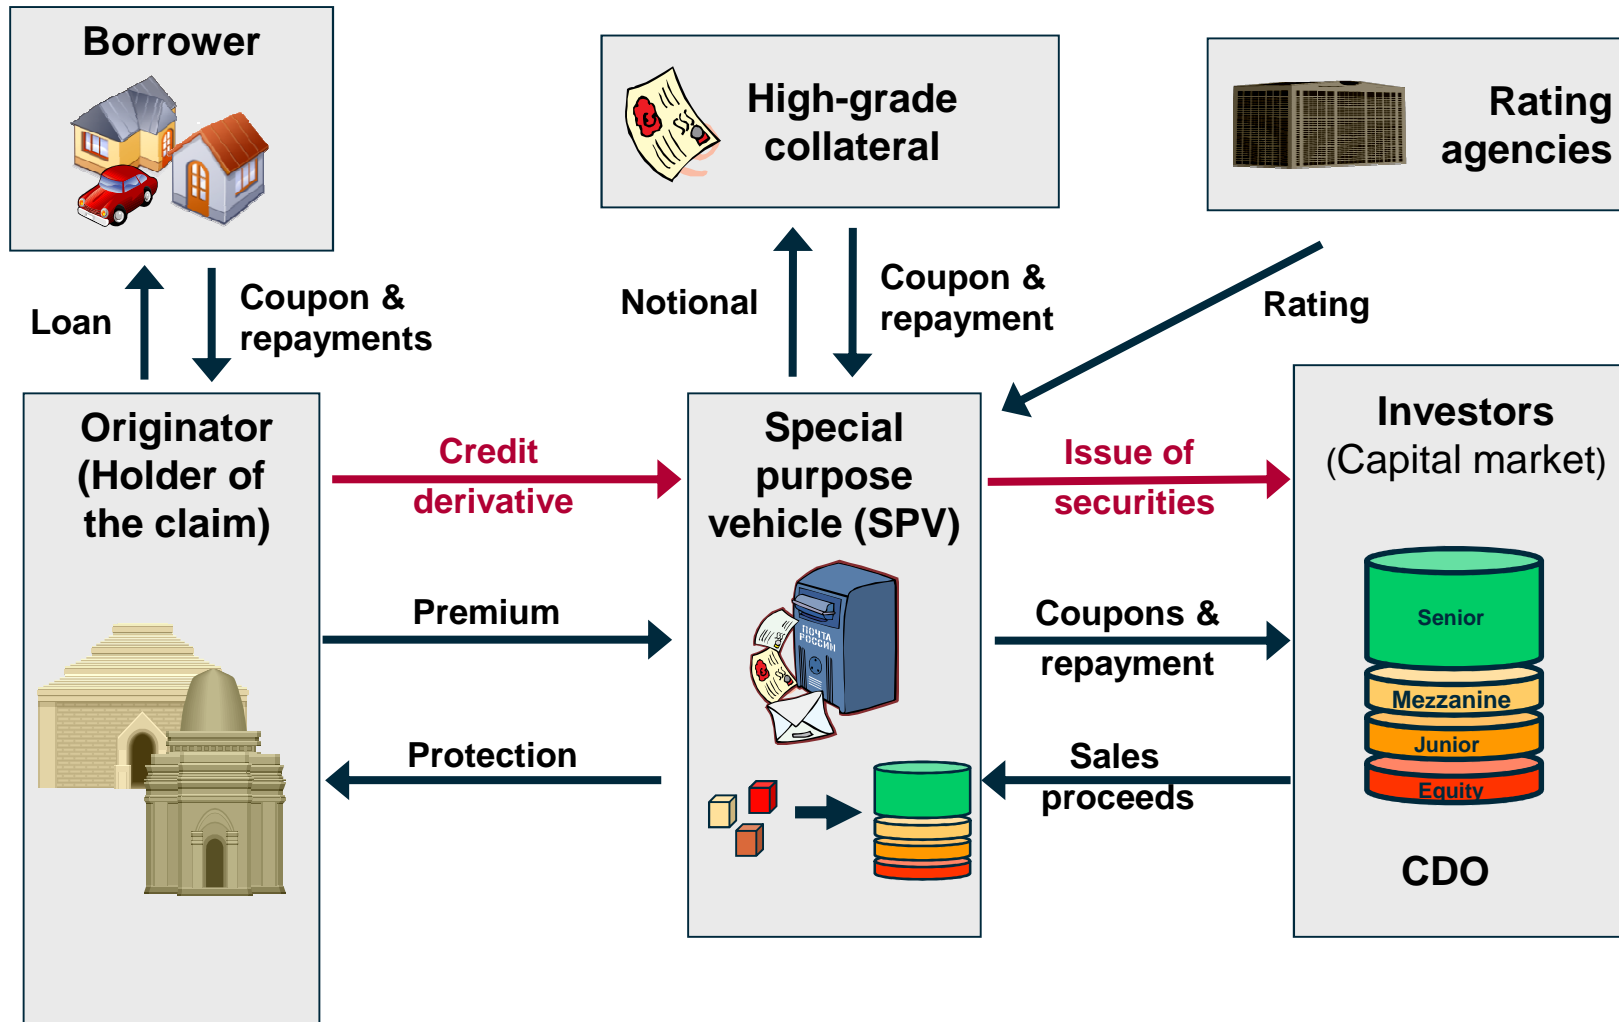 Borrower
High-grade
collateral
Rating
agencies
Loan
Coupon &
repayments
Notional
Coupon &
repayment
Rating
Originator
(Holder of
the claim)
Credit
derivative
Special
purpose
vehicle (SPV)
Issue of
securities
Investors
(Capital market)
Premium
ПОЧТА
РОССИИ
Coupons &
repayment
Senior
Mezzanine
Junior
Equity
Protection
Sales
proceeds
CDO